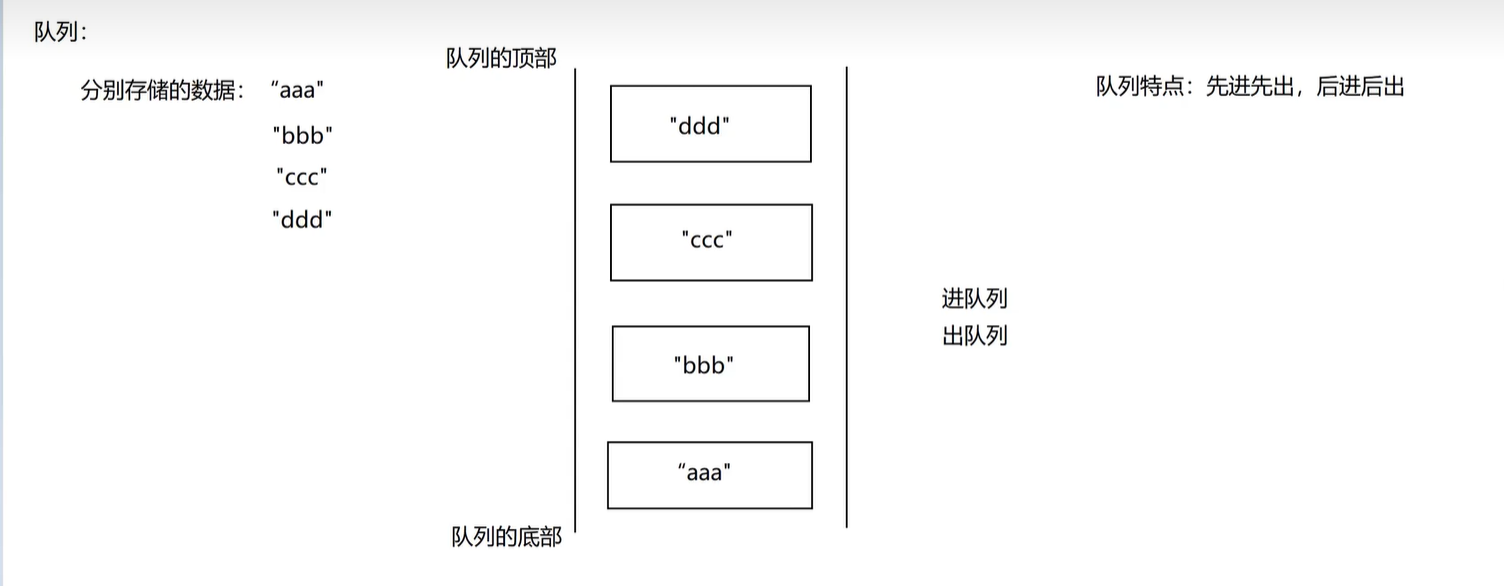 队列：
队列的顶部
分别存储的数据： “aaa"
队列特点：先进先出，后进后出
"bbb"
"ccc"
"ddd"
"ddd"
"ccc"
"bbb"
“aaa"
进队列
出队列
队列的底部